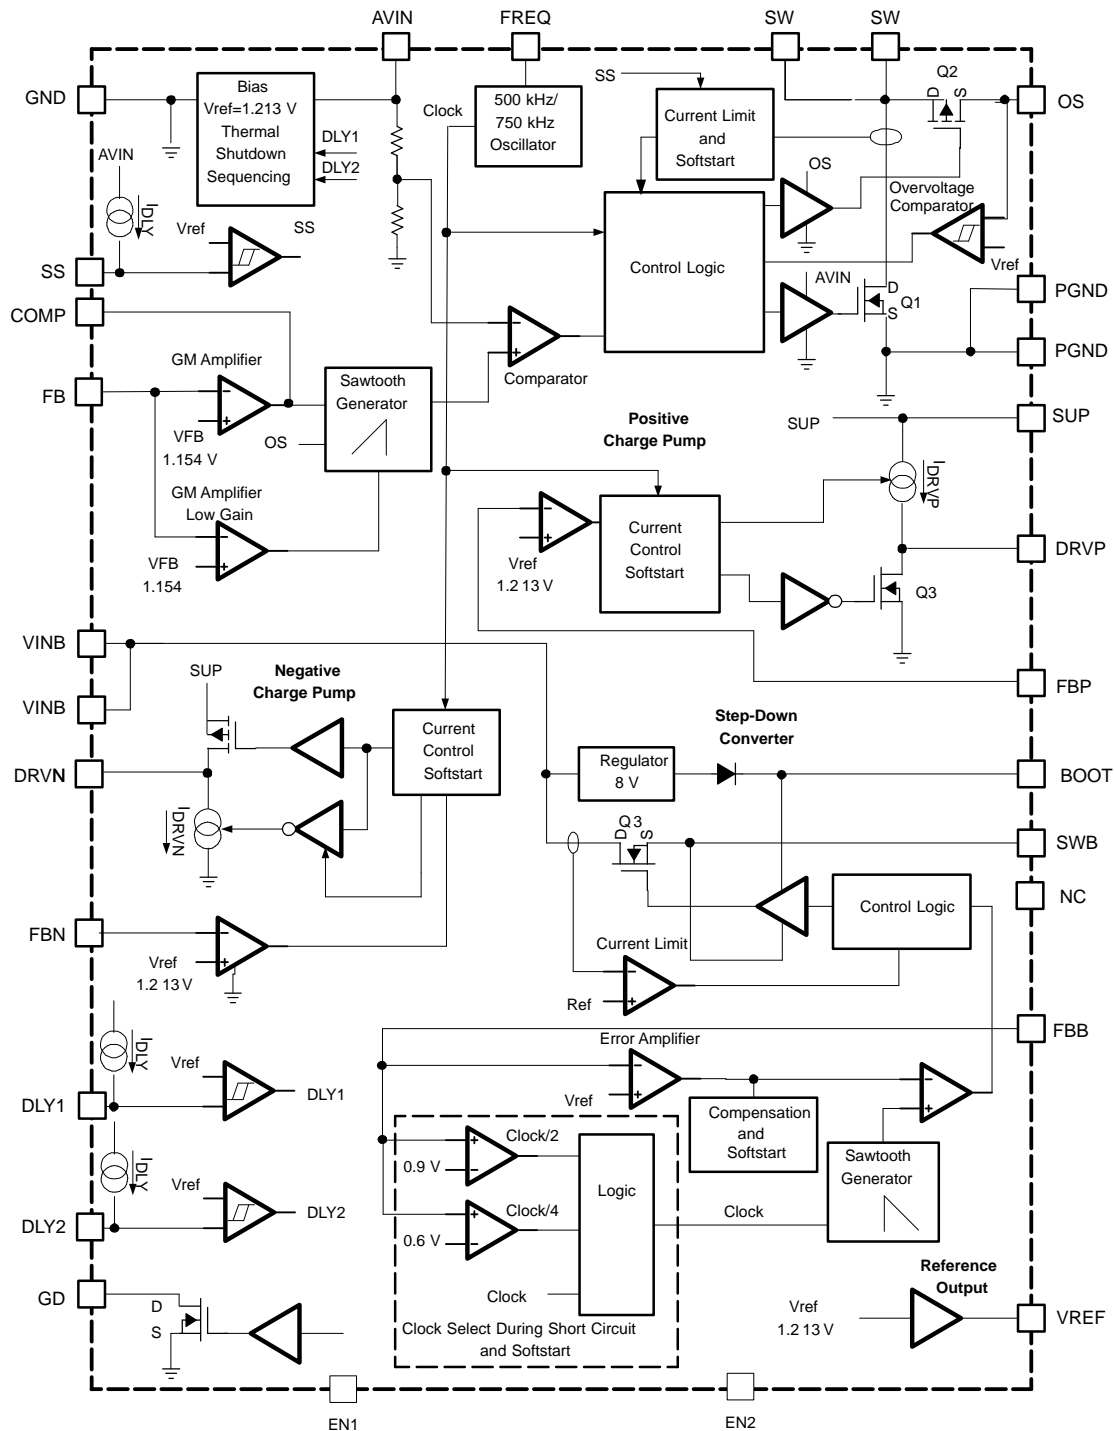 AVIN
FREQ
SW
SW
GND
Bias
Vref=1.213 V
Thermal
Shutdown
Sequencing
DLY1
DLY2
Clock
500 kHz/
750 kHz
Oscillator
SS
Current Limit
and
Softstart
Q2
D
S
OS
AVIN
IDLY
Vref
SS
SS
OS
Overvoltage
Comparator
Vref
Control Logic
AVIN
D
Q1
S
PGND
PGND
COMP
Comparator
GM Amplifier
FB
VFB
1.154 V
Sawtooth
Generator
OS
GM Amplifier
Low Gain
VFB
1.154
Positive
Charge Pump
SUP
SUP
IDRVP
Vref
1.2 13 V
Current
Control
Softstart
DRVP
Q3
FBP
VINB
VINB
SUP
Negative
Charge Pump
Current
Control
Softstart
DRVN
IDRVN
Step-Down
Converter
Regulator
8 V
BOOT
Q3
D
S
SWB
NC
Control Logic
FBN
Vref
1.2 13 V
Current Limit
Ref
FBB
IDLY
Vref
DLY1
DLY1
Error Amplifier
Vref
Compensation
and
Softstart
Sawtooth
Generator
IDLY
Vref
DLY2
DLY2
Clock/2
0.9 V
Clock/4
0.6 V
Logic
Clock
Clock
Clock Select During Short Circuit
and Softstart
GD
D
S
Reference
Output
Vref
1.2 13 V
VREF
EN1
EN2